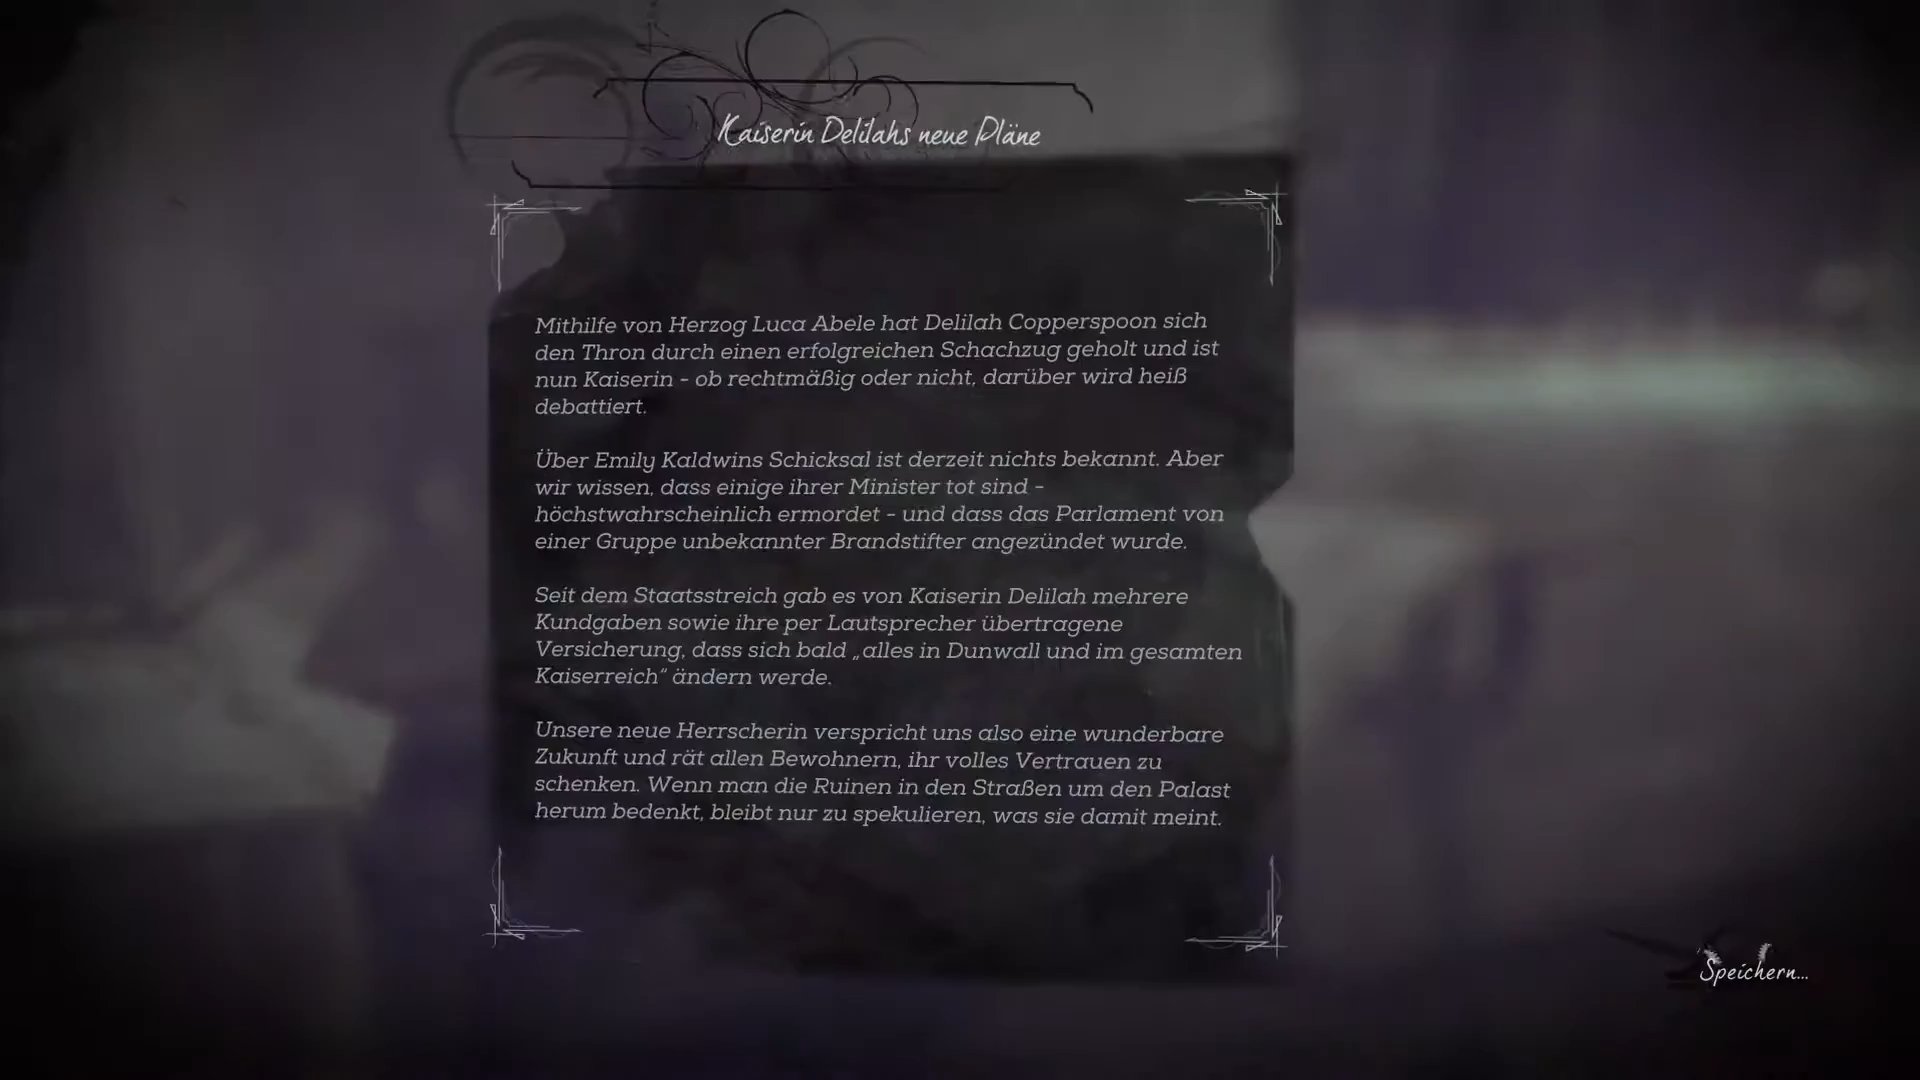 Kaiserin Delilahs neue Pläne
Mithilfe von Herzog Luca Abele hat Delilah Copperspoon sich
den Thron durch einen erfolgreichen Schachzug geholt und ist
nun Kaiserin - ob rechtmäßig oder nicht, darüber wird heiß
debattiert.
Über Emily Kaldwins Schicksal ist derzeit nichts bekannt. Aber
wir wissen, dass einige ihrer Minister tot sind -
höchstwahrscheinlich ermordet - und dass das Parlament von
einer Gruppe unbekannter Brandstifter angezündet wurde.
Seit dem Staatsstreich gab es von Kaiserin Delilah mehrere
Kundgaben sowie ihre per Lautsprecher übertragene
Versicherung, dass sich bald „alles in Dunwall und im gesamten
Kaiserreich“ ändern werde.
Unsere neue Herrscherin verspricht uns also eine wunderbare
Zukunft und rät allen Bewohnern, ihr volles Vertrauen zu
schenken. Wenn man die Ruinen in den Straßen um den Palast
herum bedenkt, bleibt nur zu spekulieren, was sie damit meint.
Speichern...